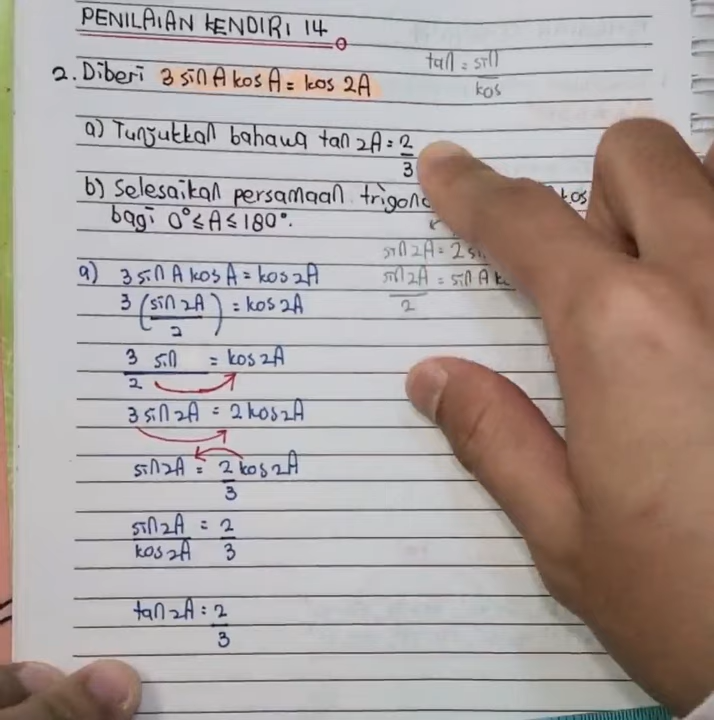 PENILAIAN KENDIRI 14
tan = sin
kos
2. Diberi 3 sin A kos A = kos 2A
a) Tunjukkan bahawa tan 2A = 2
3
b) Selesaikan persamaan kos
bagi 0° ≤ A ≤ 180°.
sin 2A = 2
a) 3 sin A kos A = kos 2A
sin 2A = sin A
2
3 (sin 2A) = kos 2A
2
3 sin = kos 2A
2
3 sin 2A = 2 kos 2A
sin 2A = 2 kos 2A
3
sin 2A = 2
kos 2A 3
tan 2A = 2
3